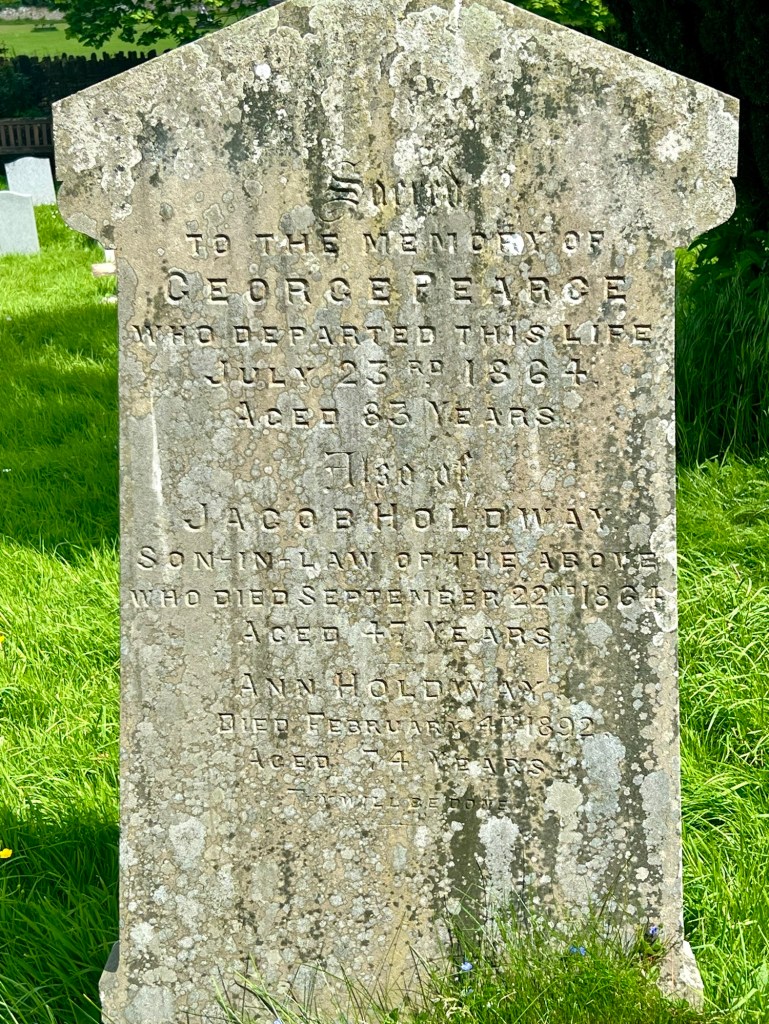 Sacred
TO THE MEMORY OF
GEORGE PEARCE
WHO DEPARTED THIS LIFE
JULY 23RD 1864.
AGED 83 YEARS.
Also of
JACOB HOLDWAY
SON-IN-LAW OF THE ABOVE
WHO DIED SEPTEMBER 22ND 1864
AGED 47 YEARS.
ANN HOLDWAY.
DIED FEBRUARY 4TH 1892
AGED 74 YEARS.
THY WILL BE DONE